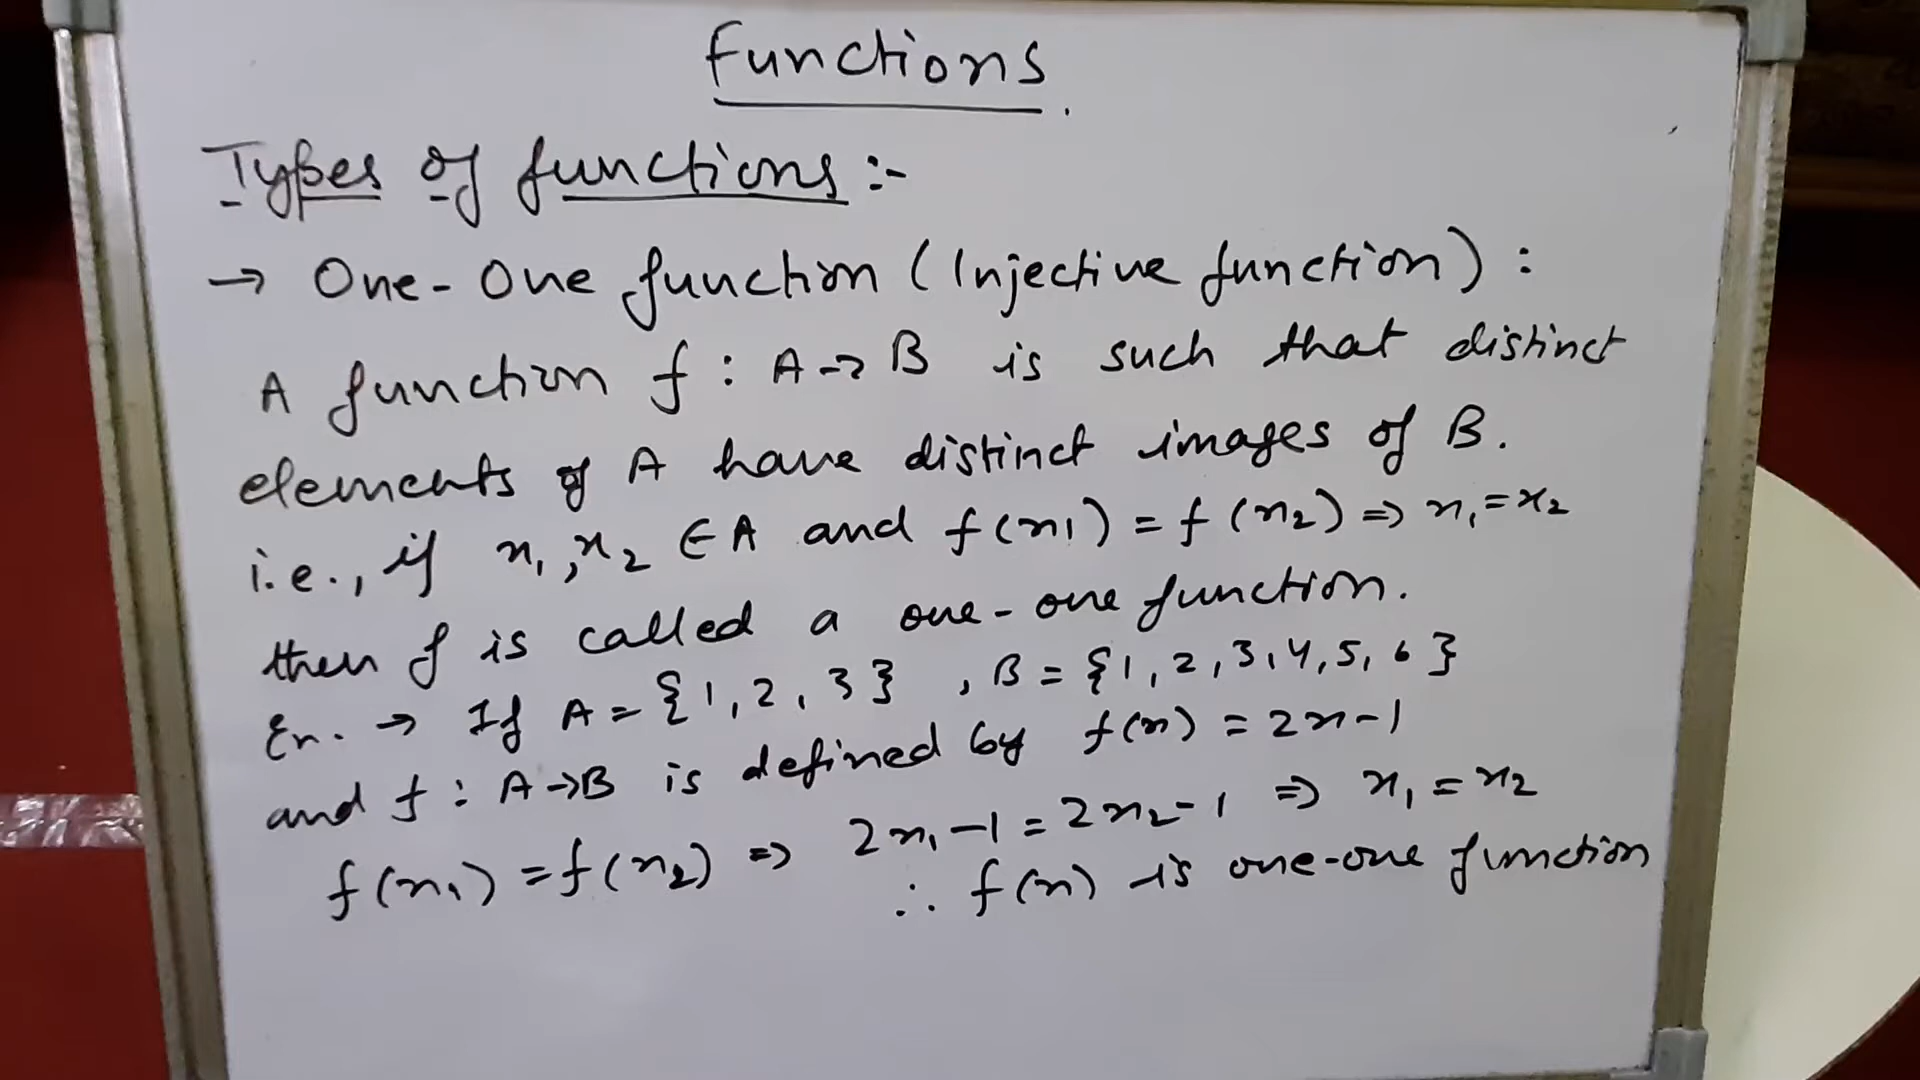 Functions.
Types of functions :-
→ One-One function (Injective function) :
A function f : A→B is such that distinct
elements of A have distinct images of B.
i.e., if x₁,x₂ ∈ A and f(x₁) = f(x₂) ⇒ x₁=x₂
then f is called a one-one function.
Ex. → If A = {1, 2, 3} , B = {1, 2, 3, 4, 5, 6}
and f : A→B is defined by f(x) = 2x-1
f(x₁) = f(x₂) ⇒ 2x₁-1 = 2x₂-1 ⇒ x₁ = x₂
∴ f(x) is one-one function